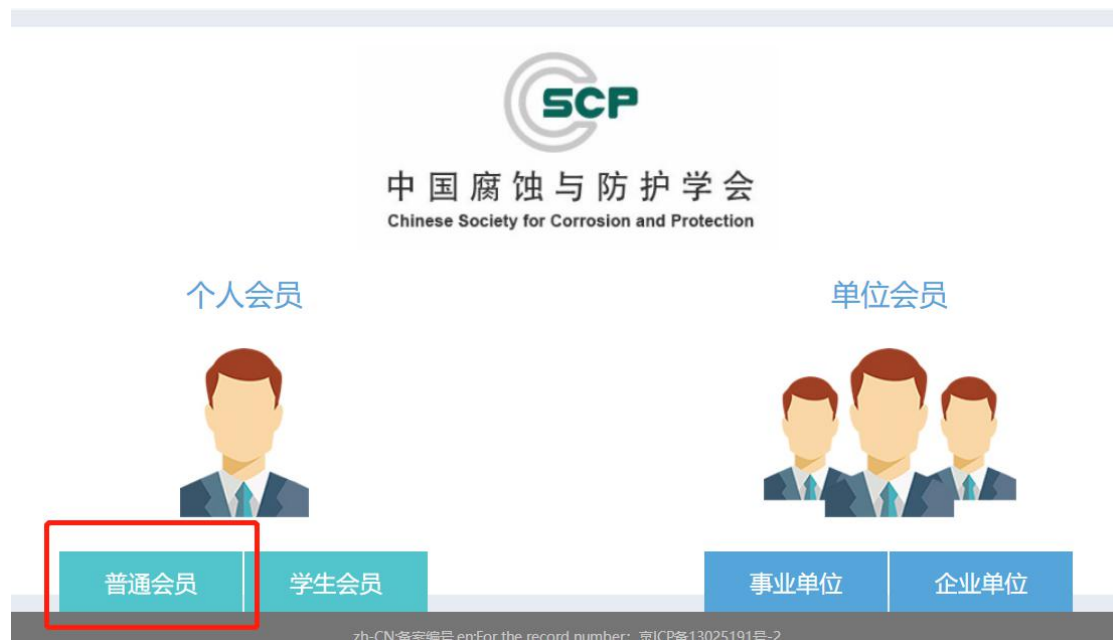 SCP
中国腐蚀与防护学会
Chinese Society for Corrosion and Protection
个人会员
单位会员
普通会员
学生会员
事业单位
企业单位
zh-CN:备案编号 en:For the record number: 京ICP备13025191号-2